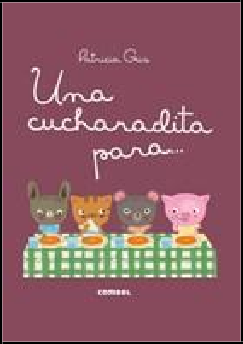 Patricia Geis
Una
cucharadita
para...
COMBEL